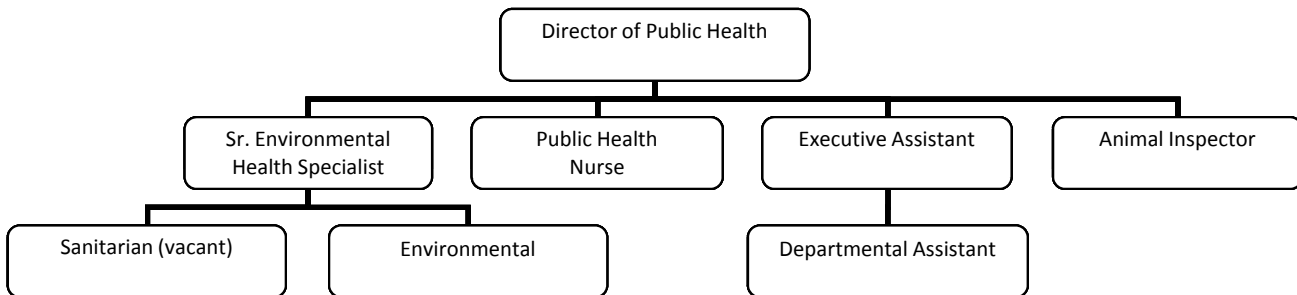 Director of Public Health
Sr. Environmental
Health Specialist
Public Health
Nurse
Executive Assistant
Animal Inspector
Sanitarian (vacant)
Environmental
Departmental Assistant